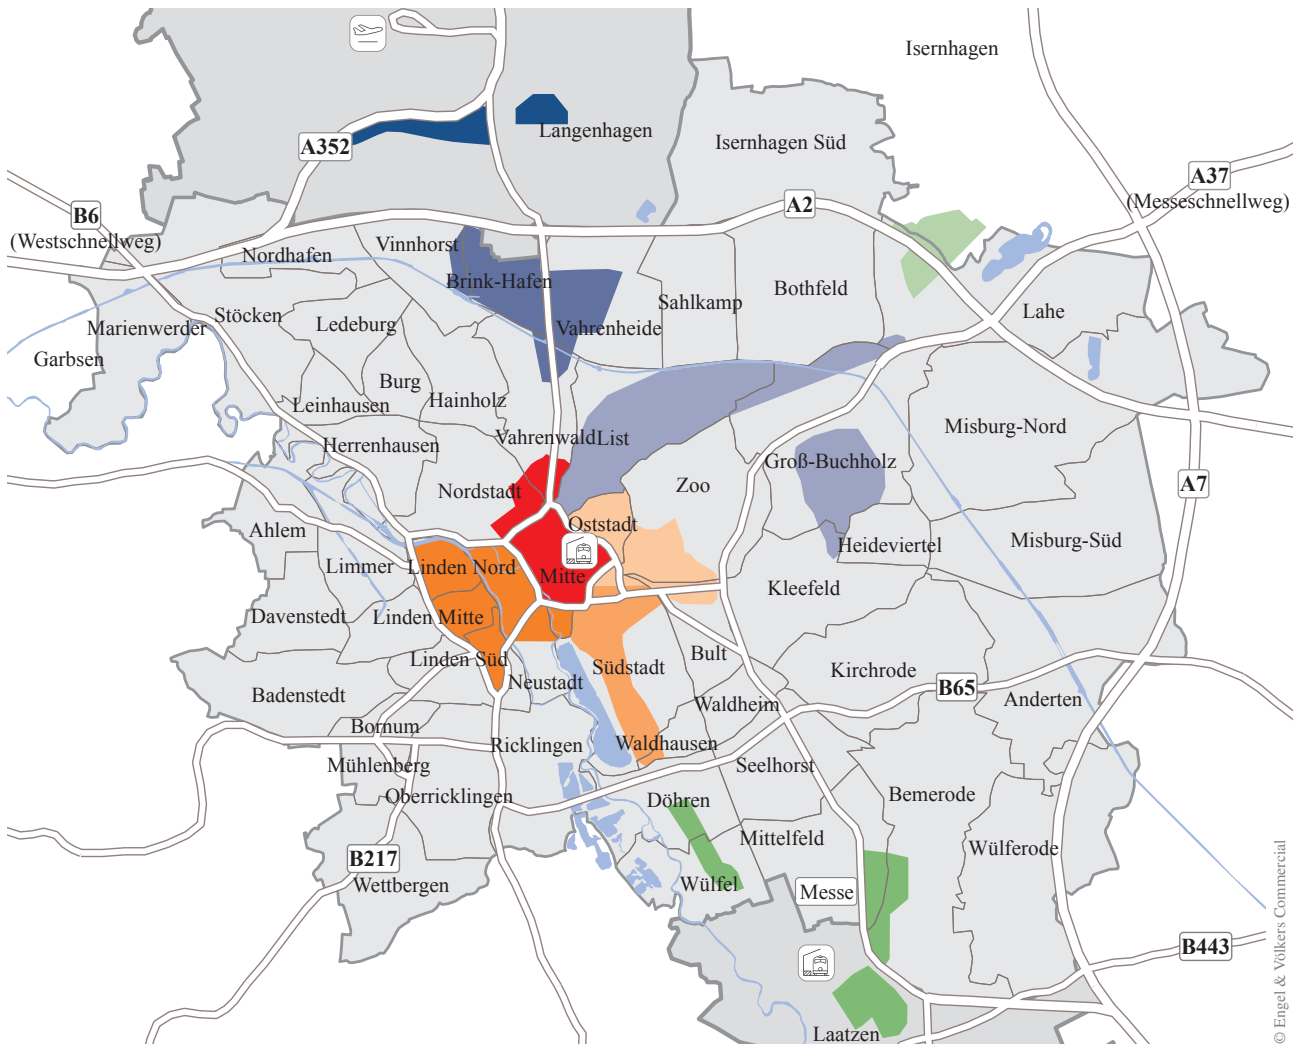 Isernhagen
Langenhagen
Isernhagen Süd
A352
A37
(Messeschnellweg)
A2
B6
(Westschnellweg)
Vinnhorst
Nordhafen
Brink-Hafen
Bothfeld
Sahlkamp
Lahe
Stöcken
Ledeburg
Marienwerder
Vahrenheide
Garbsen
Burg
Hainholz
Leinhausen
Misburg-Nord
Vahrenwald
List
Herrenhausen
Groß-Buchholz
Zoo
A7
Nordstadt
Oststadt
Ahlem
Misburg-Süd
Heideviertel
Limmer
Linden Nord
Mitte
Kleefeld
Davenstedt
Linden Mitte
Linden Süd
Südstadt
Bult
Kirchrode
Neustadt
B65
Badenstedt
Waldheim
Anderten
Bornum
Ricklingen
Waldhausen
Mühlenberg
Seelhorst
Oberricklingen
Döhren
Bemerode
Mittelfeld
Wülferode
B217
Wettbergen
Wülfel
Messe
B443
Laatzen
© Engel & Völkers Commercial